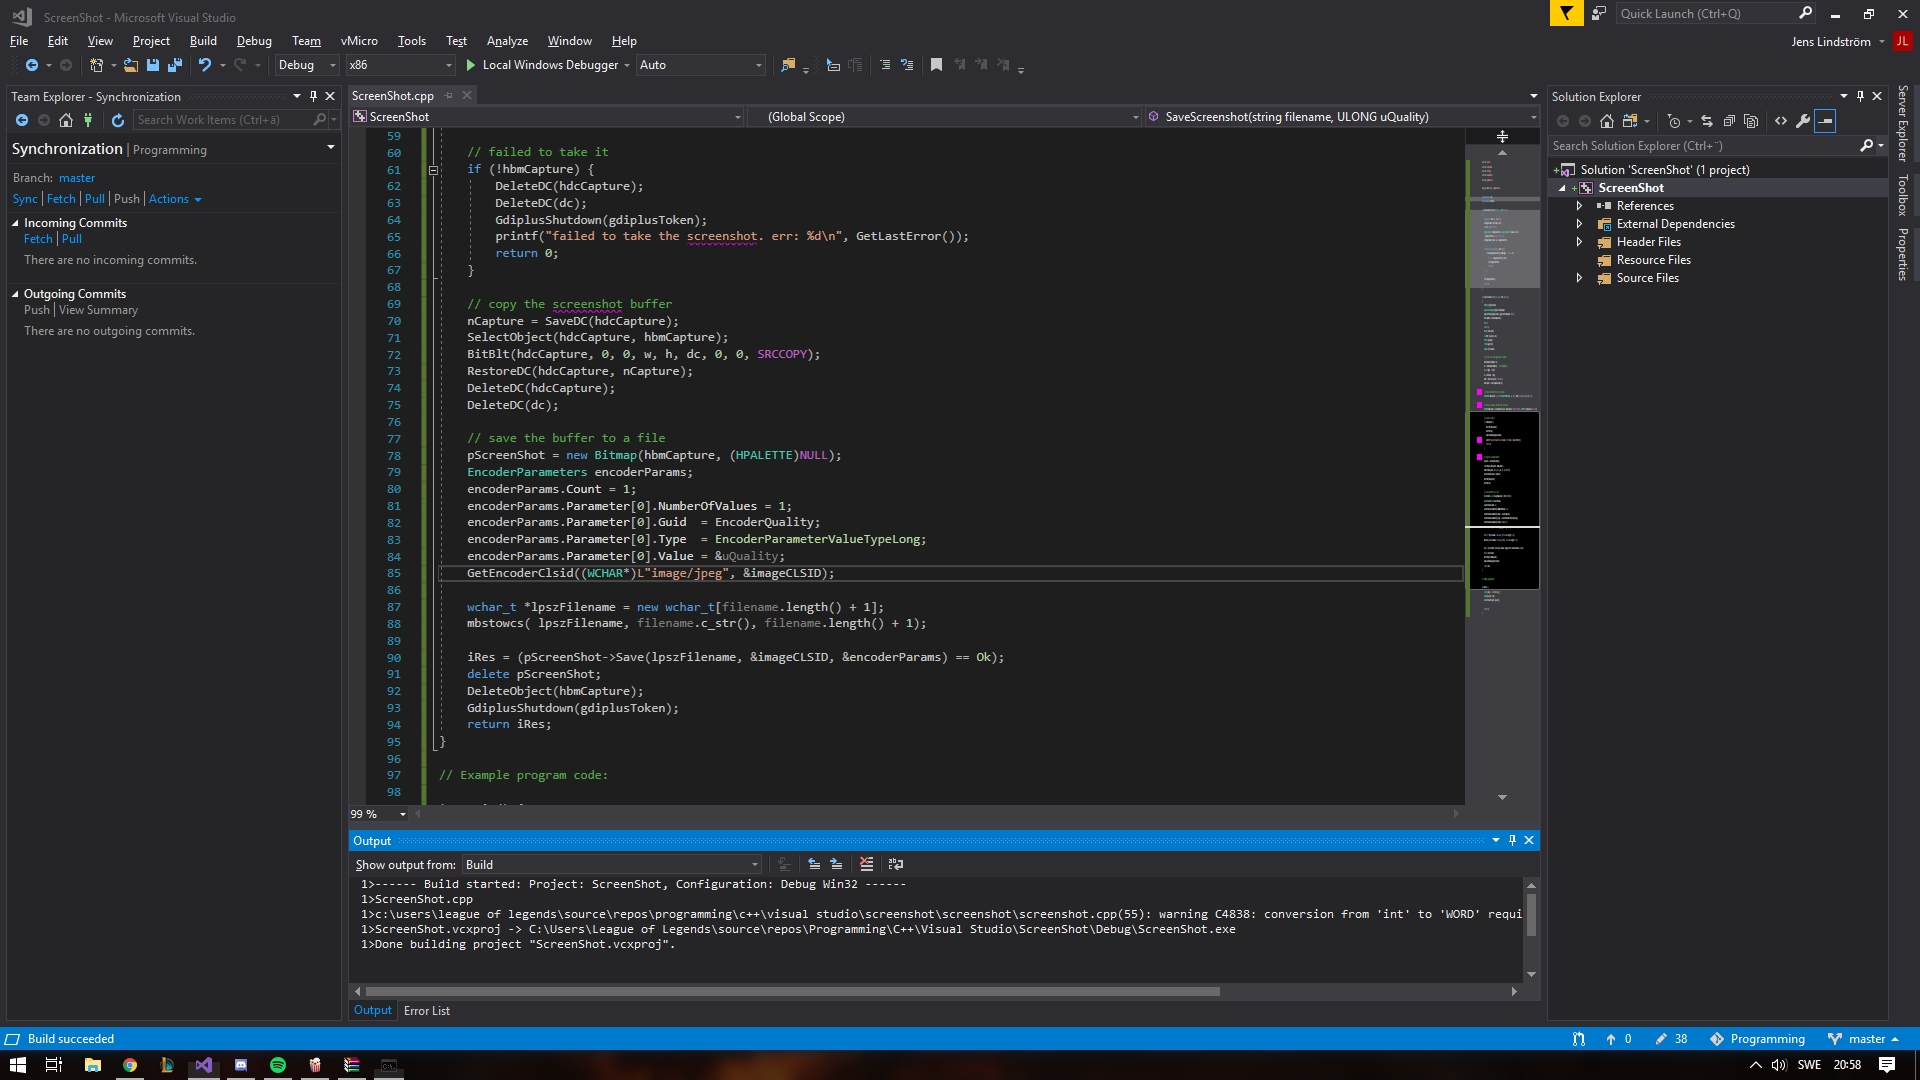 ScreenShot - Microsoft Visual Studio
Quick Launch (Ctrl+Q)
File Edit View Project Build Debug Team vMicro Tools Test Analyze Window Help
Jens Lindström JL
Debug x86 Local Windows Debugger Auto
Team Explorer - Synchronization
Search Work Items (Ctrl+ä)
Synchronization | Programming
Branch: master
Sync | Fetch | Pull | Push | Actions
Incoming Commits
Fetch | Pull
There are no incoming commits.
Outgoing Commits
Push | View Summary
There are no outgoing commits.
ScreenShot.cpp
ScreenShot (Global Scope) SaveScreenshot(string filename, ULONG uQuality)
59
60 // failed to take it
61 if (!hbmCapture) {
62 DeleteDC(hdcCapture);
63 DeleteDC(dc);
64 GdiplusShutdown(gdiplusToken);
65 printf("failed to take the screenshot. err: %d\n", GetLastError());
66 return 0;
67 }
68
69 // copy the screenshot buffer
70 nCapture = SaveDC(hdcCapture);
71 SelectObject(hdcCapture, hbmCapture);
72 BitBlt(hdcCapture, 0, 0, w, h, dc, 0, 0, SRCCOPY);
73 RestoreDC(hdcCapture, nCapture);
74 DeleteDC(hdcCapture);
75 DeleteDC(dc);
76
77 // save the buffer to a file
78 pScreenShot = new Bitmap(hbmCapture, (HPALETTE)NULL);
79 EncoderParameters encoderParams;
80 encoderParams.Count = 1;
81 encoderParams.Parameter[0].NumberOfValues = 1;
82 encoderParams.Parameter[0].Guid  = EncoderQuality;
83 encoderParams.Parameter[0].Type  = EncoderParameterValueTypeLong;
84 encoderParams.Parameter[0].Value = &uQuality;
85 GetEncoderClsid((WCHAR*)L"image/jpeg", &imageCLSID);
86
87 wchar_t *lpszFilename = new wchar_t[filename.length() + 1];
88 mbstowcs( lpszFilename, filename.c_str(), filename.length() + 1);
89
90 iRes = (pScreenShot->Save(lpszFilename, &imageCLSID, &encoderParams) == Ok);
91 delete pScreenShot;
92 DeleteObject(hbmCapture);
93 GdiplusShutdown(gdiplusToken);
94 return iRes;
95 }
96
97 // Example program code:
98
99 %
Output
Show output from: Build
1>------ Build started: Project: ScreenShot, Configuration: Debug Win32 ------
1>ScreenShot.cpp
1>c:\users\league of legends\source\repos\programming\c++\visual studio\screenshot\screenshot\screenshot.cpp(55): warning C4838: conversion from 'int' to 'WORD' requi
1>ScreenShot.vcxproj -> C:\Users\League of Legends\source\repos\Programming\C++\Visual Studio\ScreenShot\Debug\ScreenShot.exe
1>Done building project "ScreenShot.vcxproj".
Output Error List
Solution Explorer
Search Solution Explorer (Ctrl+¨)
Solution 'ScreenShot' (1 project)
ScreenShot
References
External Dependencies
Header Files
Resource Files
Source Files
Server Explorer
Toolbox
Properties
Build succeeded
0 38 Programming master
SWE 20:58